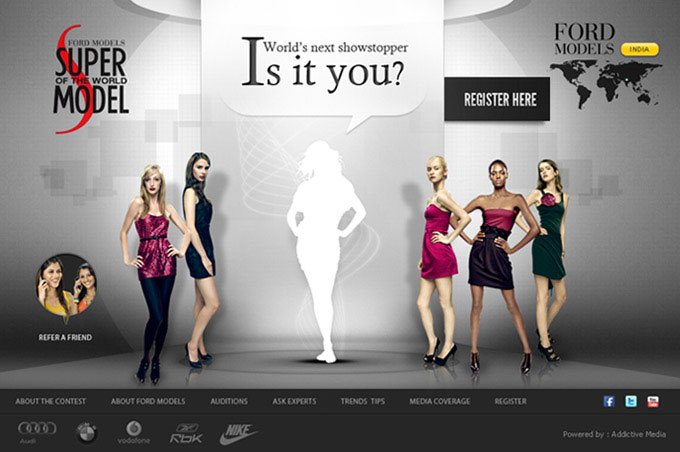 FORD MODELS
SUPER
OF THE WORLD
MODEL
World's next showstopper
Is it you?
FORD
MODELS
INDIA
REGISTER HERE
REFER A FRIEND
ABOUT THE CONTEST ABOUT FORD MODELS AUDITIONS ASK EXPERTS TRENDS TIPS MEDIA COVERAGE REGISTER
Audi
vodafone
RBK
NIKE
Powered by : Addictive Media